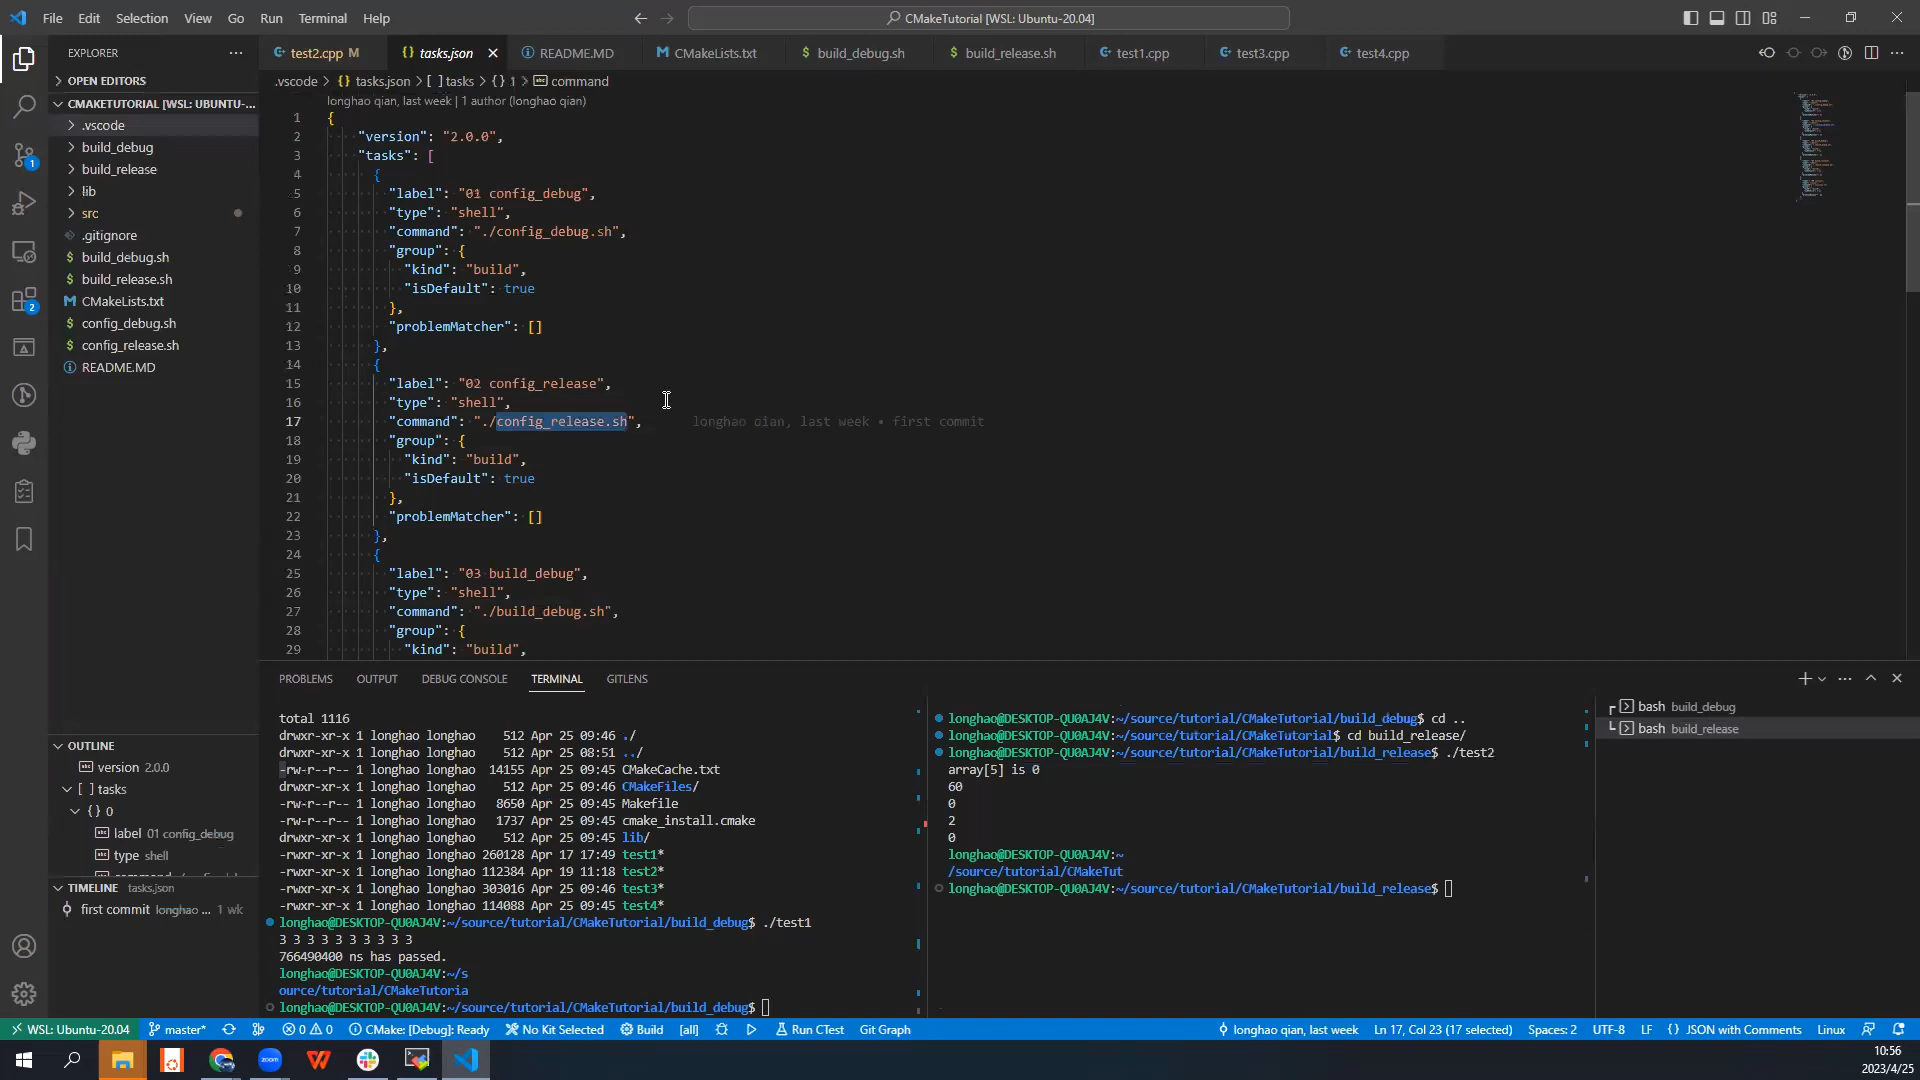 File Edit Selection View Go Run Terminal Help
CMakeTutorial [WSL: Ubuntu-20.04]
EXPLORER
OPEN EDITORS
CMAKETUTORIAL [WSL: UBUNTU-...
.vscode
build_debug
build_release
lib
src
.gitignore
$ build_debug.sh
$ build_release.sh
M CMakeLists.txt
$ config_debug.sh
$ config_release.sh
README.MD
1
2
OUTLINE
version 2.0.0
[ ] tasks
{} 0
label 01 config_debug
type shell
TIMELINE tasks.json
first commit longhao ... 1 wk
test2.cpp M
{} tasks.json
README.MD
M CMakeLists.txt
$ build_debug.sh
$ build_release.sh
test1.cpp
test3.cpp
test4.cpp
.vscode > {} tasks.json > [ ] tasks > {} 1 > command
longhao qian, last week | 1 author (longhao qian)
1 {
2 "version": "2.0.0",
3 "tasks": [
4 {
5 "label": "01 config_debug",
6 "type": "shell",
7 "command": "./config_debug.sh",
8 "group": {
9 "kind": "build",
10 "isDefault": true
11 },
12 "problemMatcher": []
13 },
14 {
15 "label": "02 config_release",
16 "type": "shell",
17 "command": "./config_release.sh", longhao qian, last week • first commit
18 "group": {
19 "kind": "build",
20 "isDefault": true
21 },
22 "problemMatcher": []
23 },
24 {
25 "label": "03 build_debug",
26 "type": "shell",
27 "command": "./build_debug.sh",
28 "group": {
29 "kind": "build",
PROBLEMS OUTPUT DEBUG CONSOLE TERMINAL GITLENS
total 1116
drwxr-xr-x 1 longhao longhao 512 Apr 25 09:46 ./
drwxr-xr-x 1 longhao longhao 512 Apr 25 08:51 ../
-rw-r--r-- 1 longhao longhao 14155 Apr 25 09:45 CMakeCache.txt
drwxr-xr-x 1 longhao longhao 512 Apr 25 09:46 CMakeFiles/
-rw-r--r-- 1 longhao longhao 8650 Apr 25 09:45 Makefile
-rw-r--r-- 1 longhao longhao 1737 Apr 25 09:45 cmake_install.cmake
drwxr-xr-x 1 longhao longhao 512 Apr 25 09:45 lib/
-rwxr-xr-x 1 longhao longhao 260128 Apr 17 17:49 test1*
-rwxr-xr-x 1 longhao longhao 112384 Apr 19 11:18 test2*
-rwxr-xr-x 1 longhao longhao 303016 Apr 25 09:46 test3*
-rwxr-xr-x 1 longhao longhao 114088 Apr 25 09:45 test4*
longhao@DESKTOP-QU0AJ4V:~/source/tutorial/CMakeTutorial/build_debug$ ./test1
3 3 3 3 3 3 3 3 3 3
766490400 ns has passed.
longhao@DESKTOP-QU0AJ4V:~/s
ource/tutorial/CMakeTutoria
longhao@DESKTOP-QU0AJ4V:~/source/tutorial/CMakeTutorial/build_debug$
longhao@DESKTOP-QU0AJ4V:~/source/tutorial/CMakeTutorial/build_debug$ cd ..
longhao@DESKTOP-QU0AJ4V:~/source/tutorial/CMakeTutorial$ cd build_release/
longhao@DESKTOP-QU0AJ4V:~/source/tutorial/CMakeTutorial/build_release$ ./test2
array[5] is 0
60
0
2
0
longhao@DESKTOP-QU0AJ4V:~
/source/tutorial/CMakeTut
longhao@DESKTOP-QU0AJ4V:~/source/tutorial/CMakeTutorial/build_release$
bash build_debug
bash build_release
WSL: Ubuntu-20.04 master* 0 0 CMake: [Debug]: Ready No Kit Selected Build [all] Run CTest Git Graph
longhao qian, last week Ln 17, Col 23 (17 selected) Spaces: 2 UTF-8 LF {} JSON with Comments Linux
zoom
10:56
2023/4/25